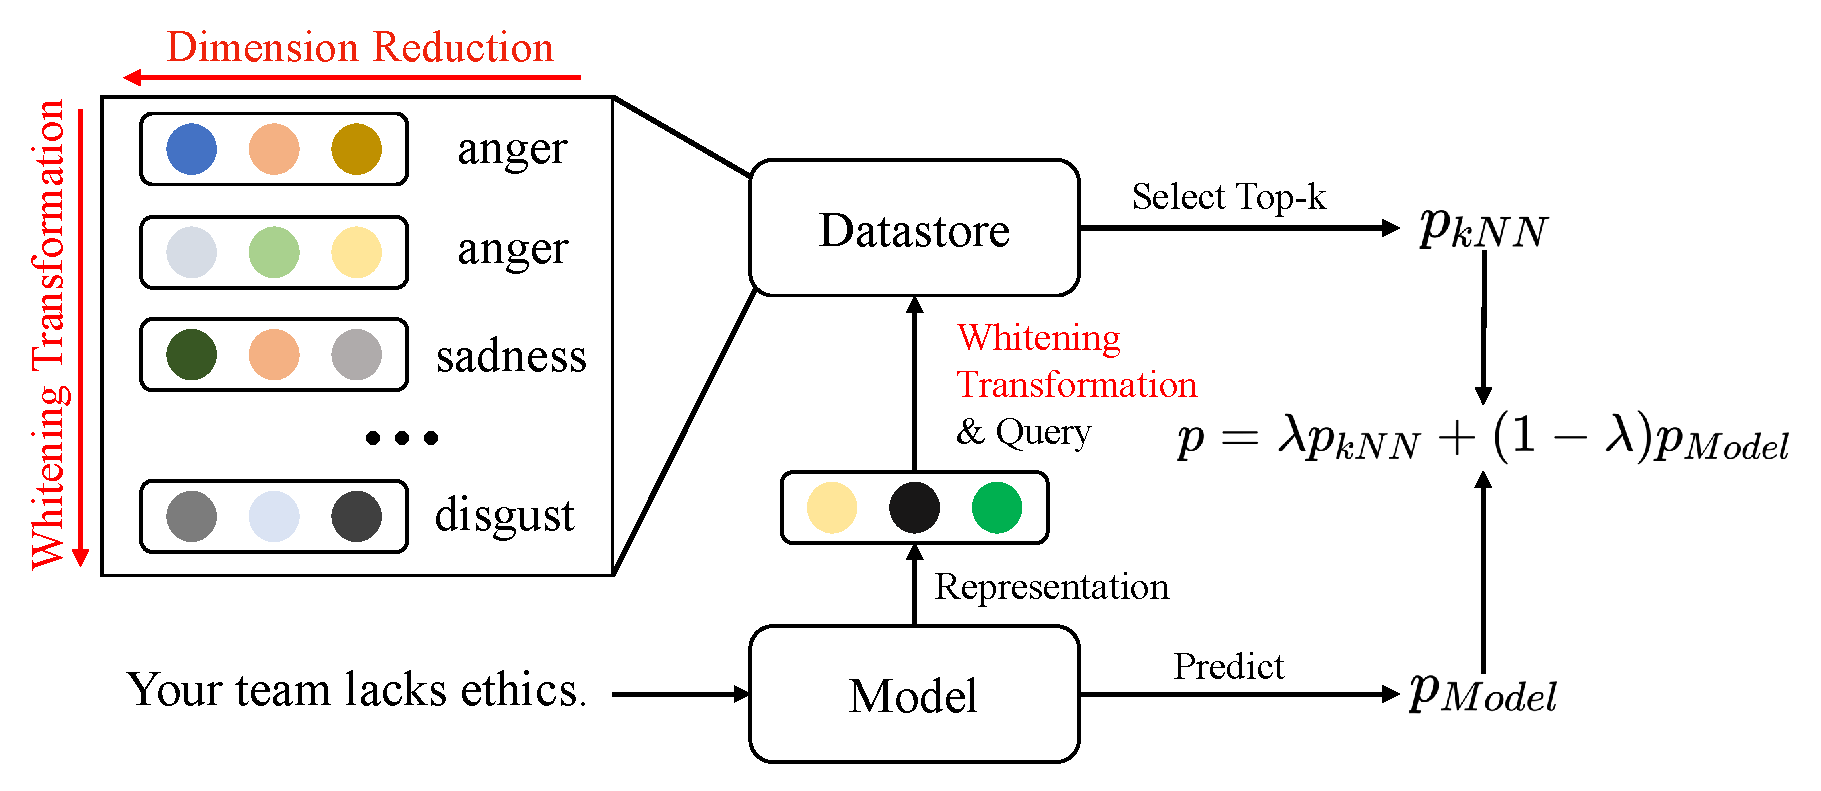 Dimension Reduction
Whitening Transformation
anger
anger
sadness
disgust
Datastore
Select Top-k
$p_{kNN}$
Whitening
Transformation
& Query
$p = \lambda p_{kNN} + (1 - \lambda) p_{Model}$
Representation
Your team lacks ethics.
Model
Predict
$p_{Model}$